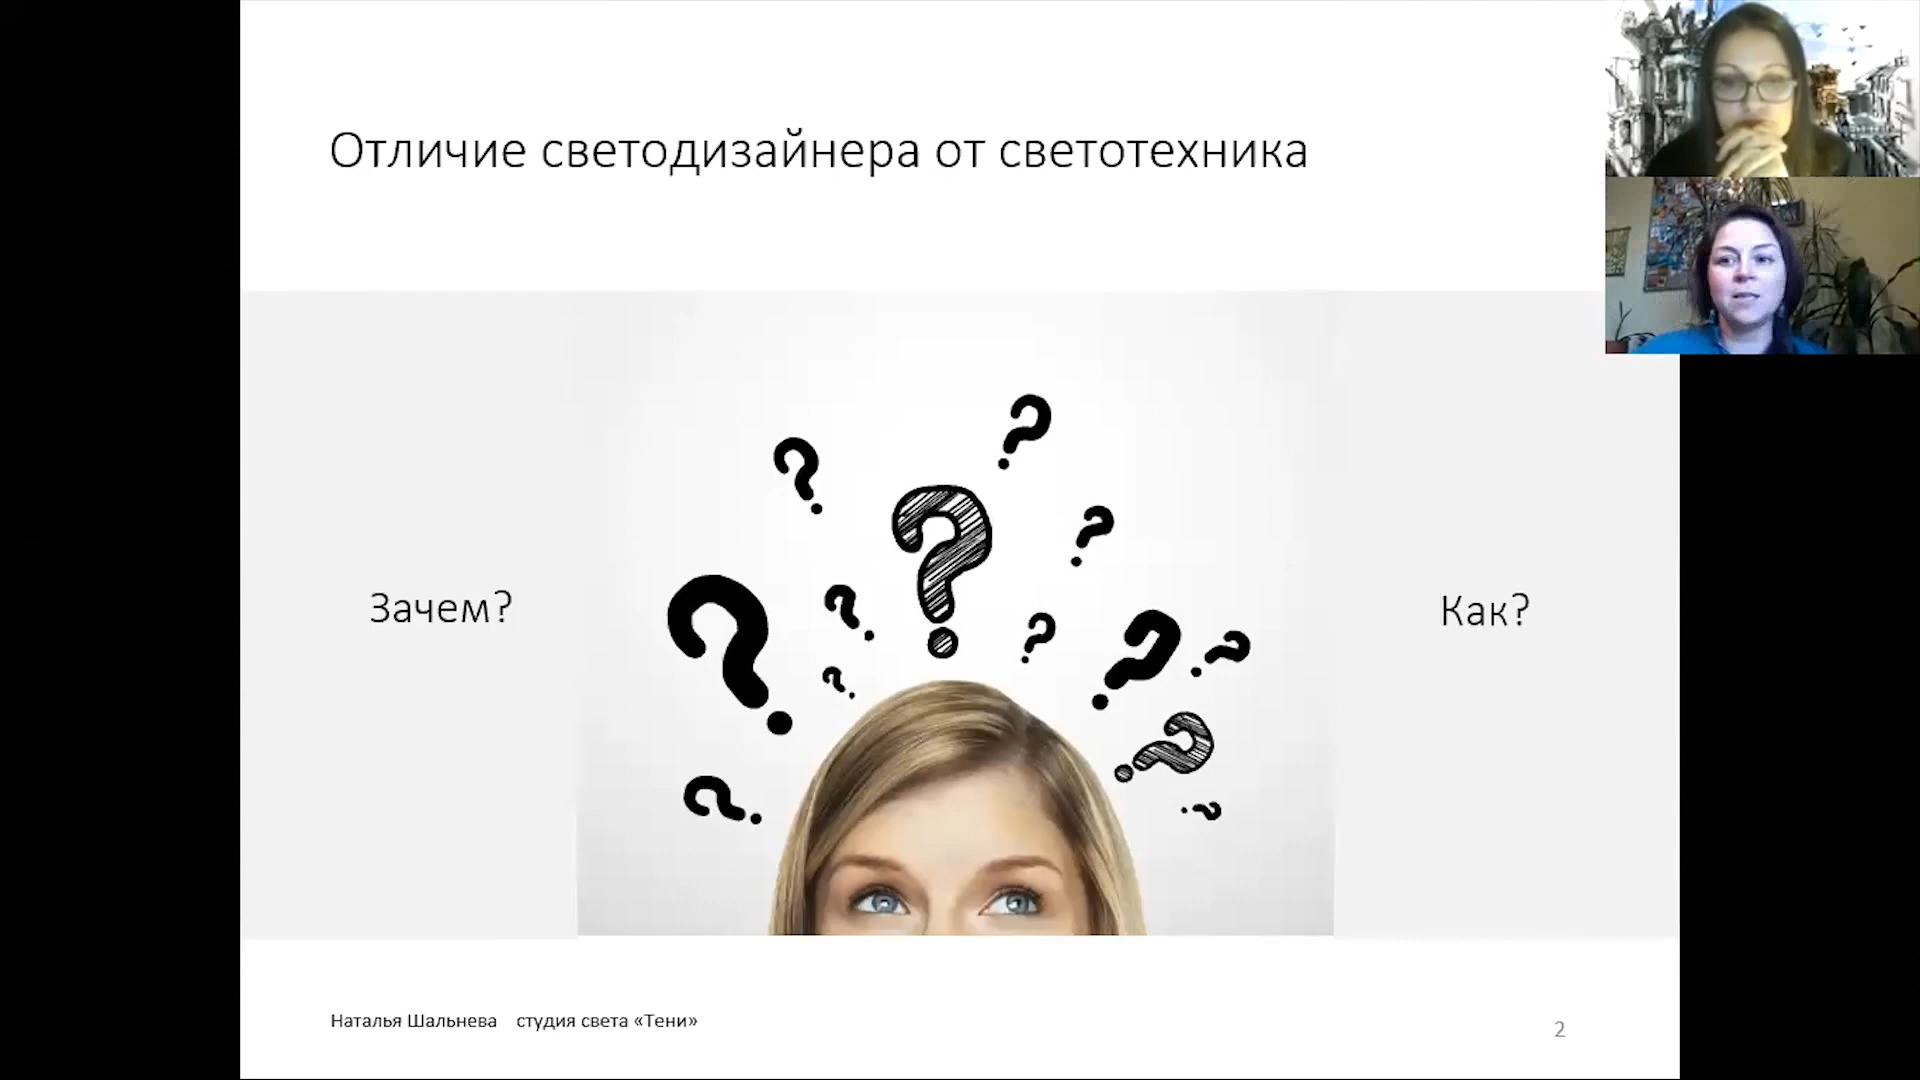 Отличие светодизайнера от светотехника
Зачем?
Как?
Наталья Шальнева студия света «Тени»
2